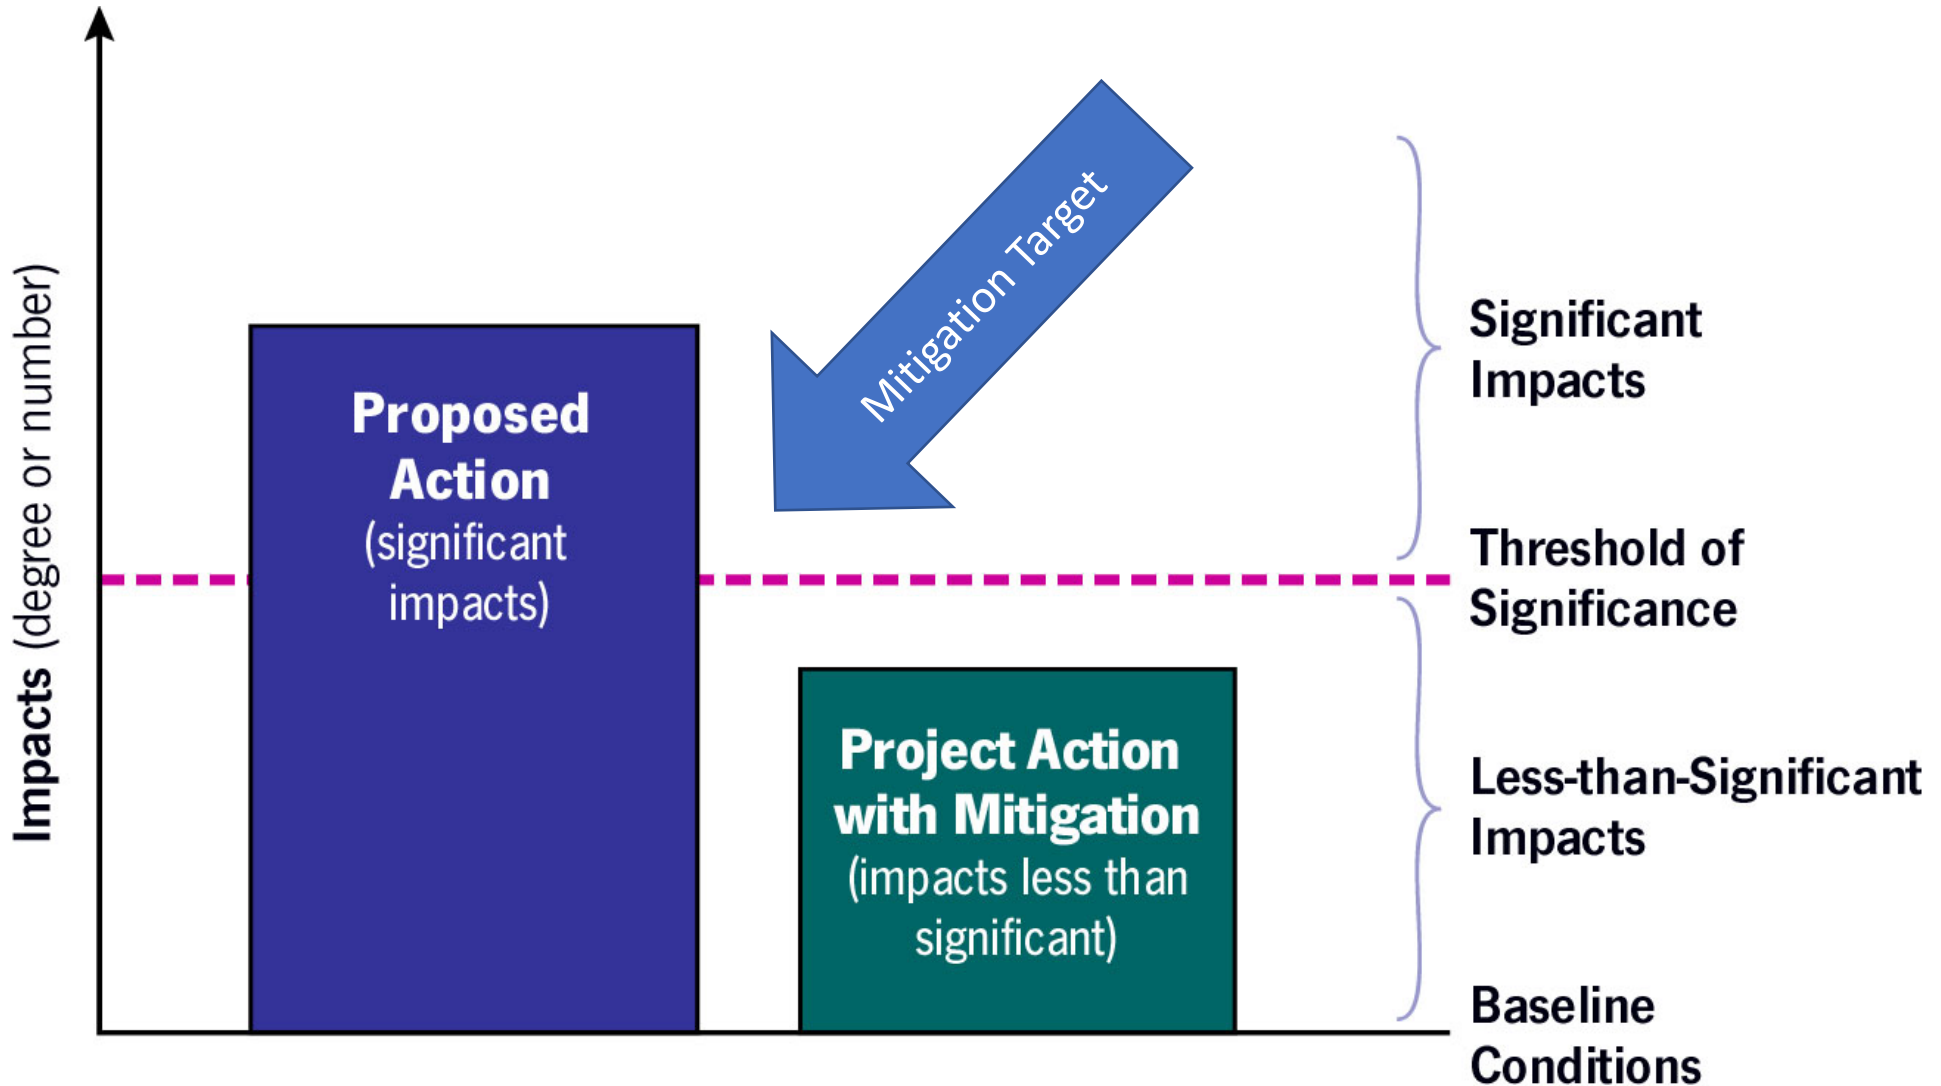 Impacts (degree or number)
Proposed
Action
(significant
impacts)
Mitigation Target
Project Action
with Mitigation
(impacts less than
significant)
Significant
Impacts
Threshold of
Significance
Less-than-Significant
Impacts
Baseline
Conditions